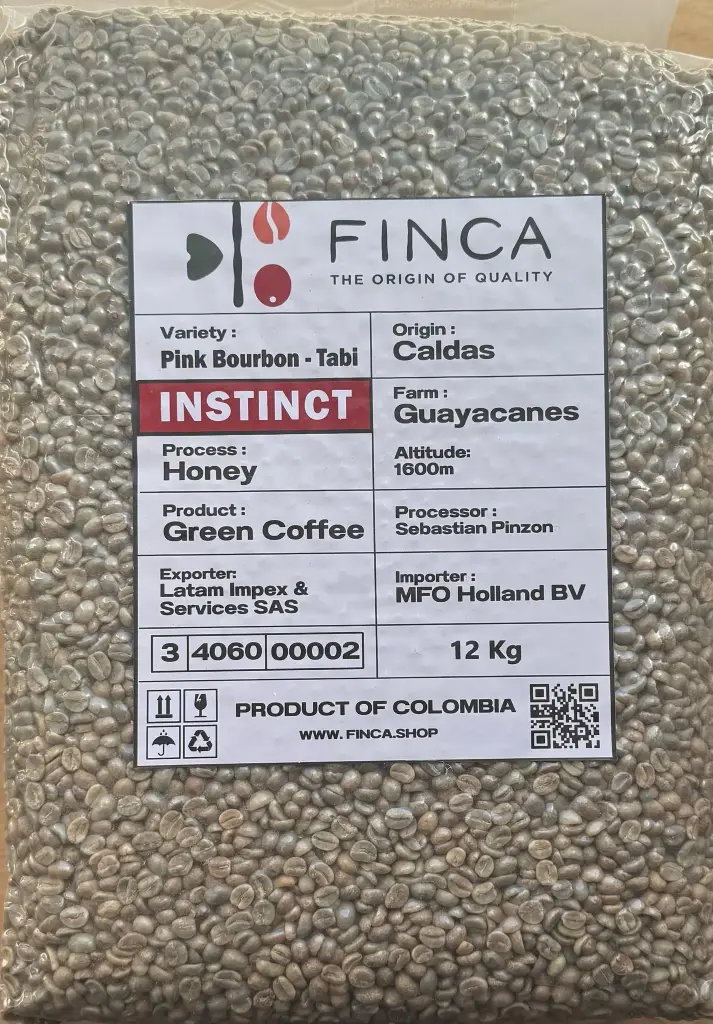 FINCA
THE ORIGIN OF QUALITY
Variety :
Pink Bourbon - Tabi
INSTINCT
Process :
Honey
Product :
Green Coffee
Exporter:
Latam Impex &
Services SAS
3 4060 00002
Origin :
Caldas
Farm :
Guayacanes
Altitude:
1600m
Processor :
Sebastian Pinzon
Importer :
MFO Holland BV
12 Kg
PRODUCT OF COLOMBIA
WWW. FINCA.SHOP